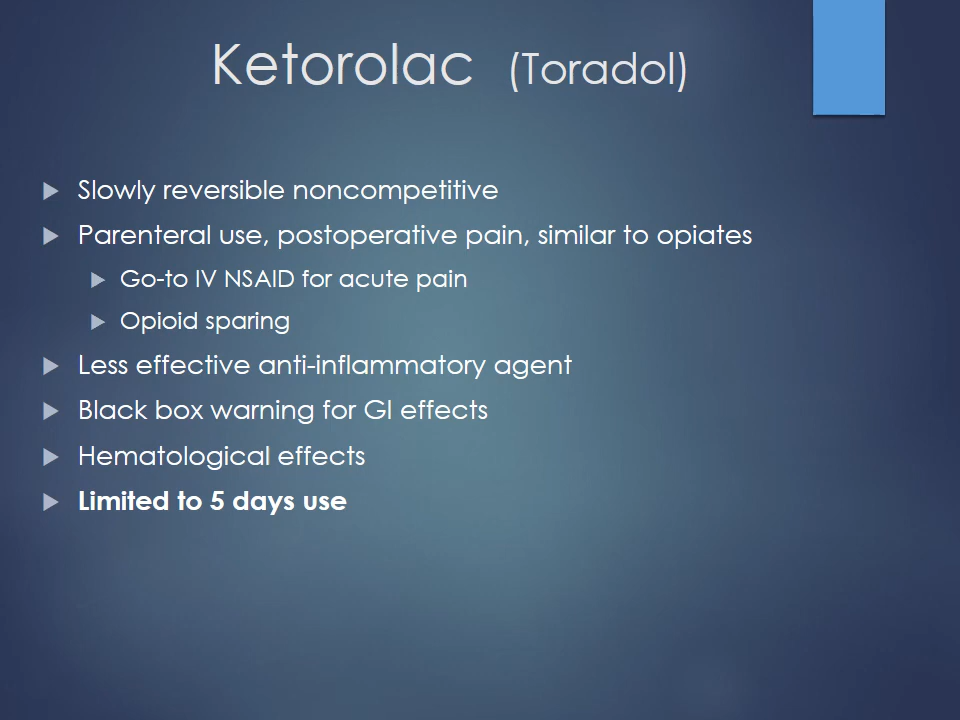 Ketorolac (Toradol)
Slowly reversible noncompetitive
Parenteral use, postoperative pain, similar to opiates
Go-to IV NSAID for acute pain
Opioid sparing
Less effective anti-inflammatory agent
Black box warning for GI effects
Hematological effects
Limited to 5 days use